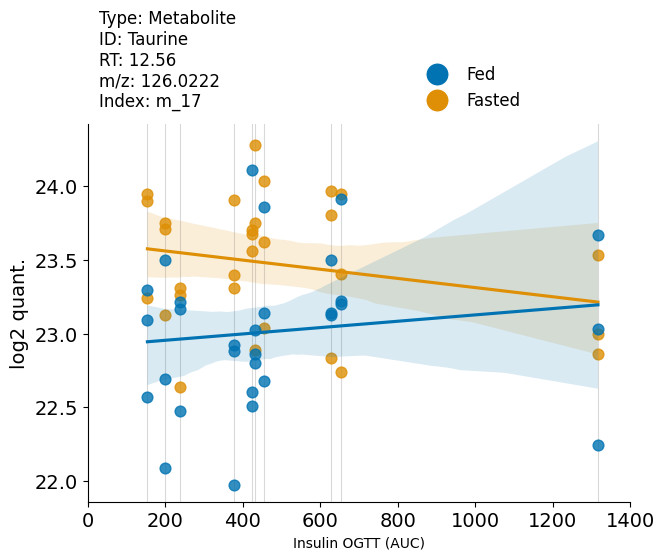 Type: Metabolite
ID: Taurine
RT: 12.56
m/z: 126.0222
Index: m_17
Fed
Fasted
24.0
23.5
23.0
22.5
22.0
log2 quant.
0 200 400 600 800 1000 1200 1400
Insulin OGTT (AUC)